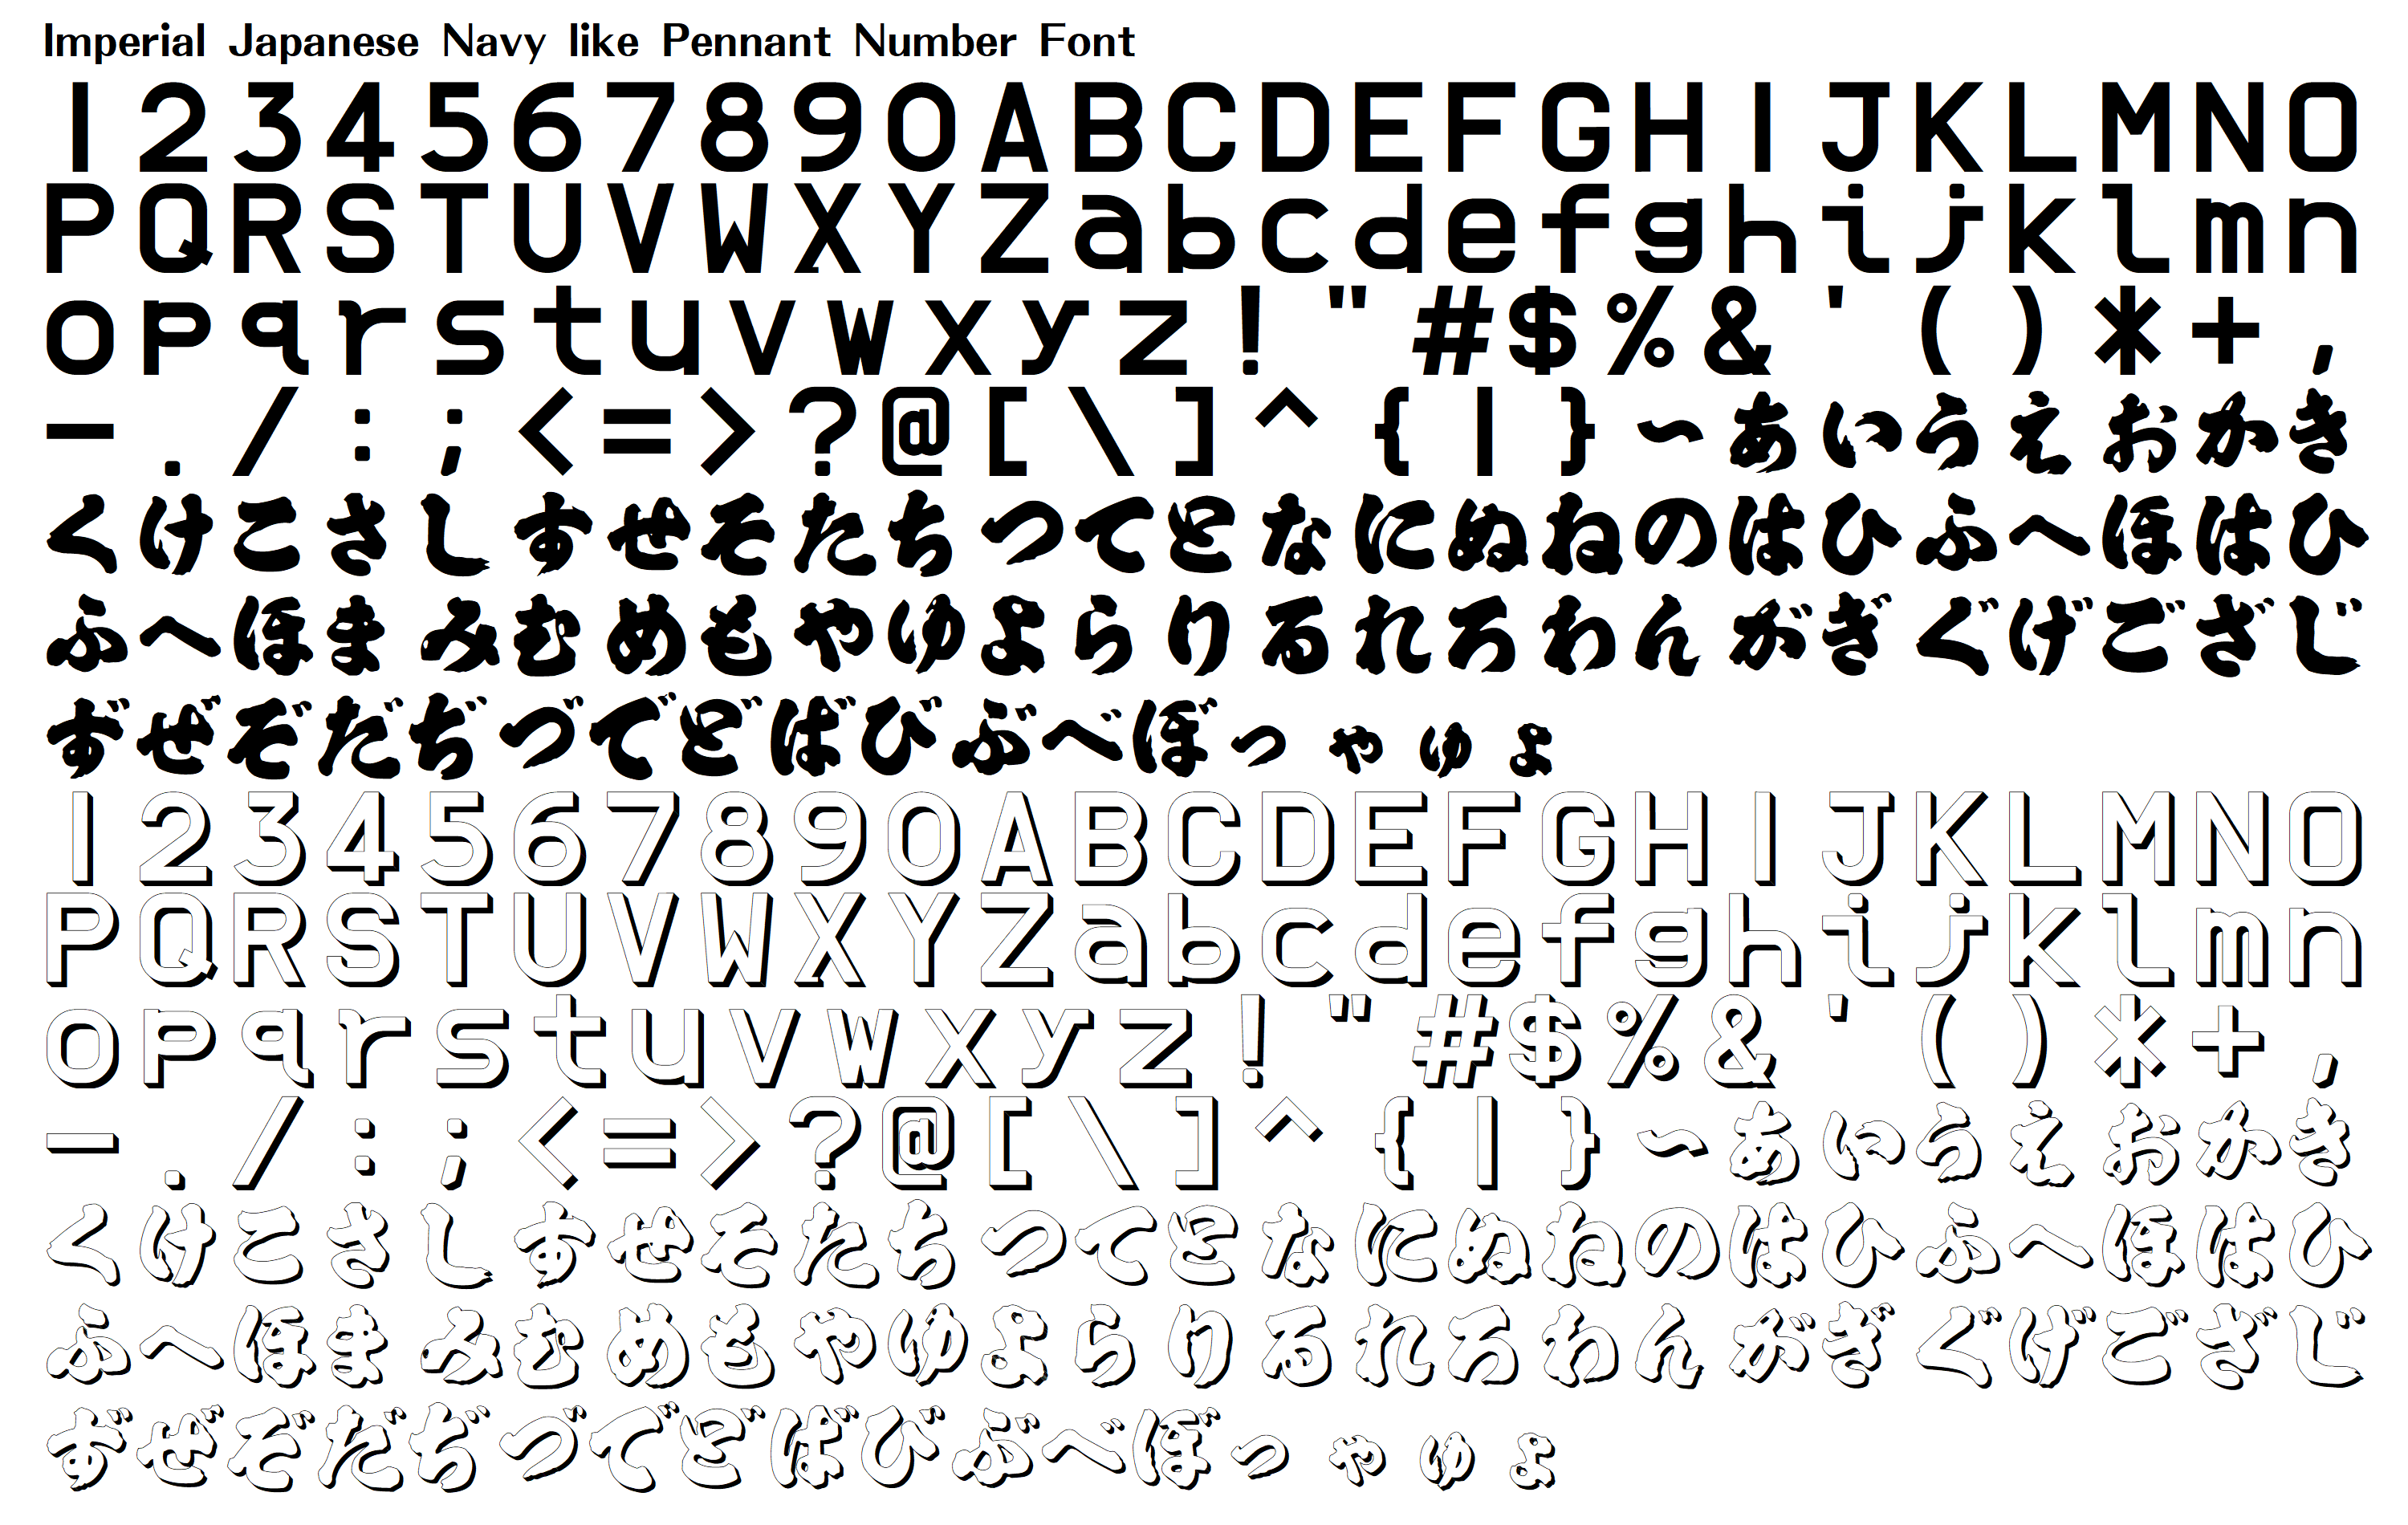 Imperial Japanese Navy like Pennant Number Font
1234567890ABCDEFGHIJKLMNO
PQRSTUVWXYZabcdefghijklmn
opqrstuvwxyz!"#$%&'()*+,
-./:;<=>?@[\]^{|}~あいうえおかき
くけこさしすせそたちつてとなにぬねのはひふへほはひ
ふへほまみむめもやゆよらりるれろわんがぎぐげござじ
ずぜぞだぢづでどばびぶべぼっゃゅょ
1234567890ABCDEFGHIJKLMNO
PQRSTUVWXYZabcdefghijklmn
opqrstuvwxyz!"#$%&'()*+,
-./:;<=>?@[\]^{|}~あいうえおかき
くけこさしすせそたちつてとなにぬねのはひふへほはひ
ふへほまみむめもやゆよらりるれろわんがぎぐげござじ
ずぜぞだぢづでどばびぶべぼっゃゅょ